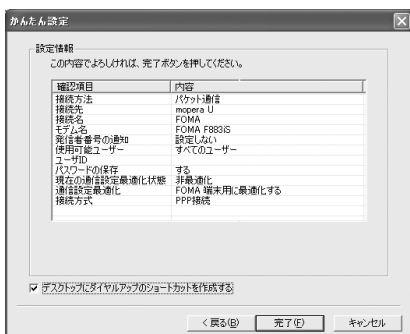 かんたん設定
設定情報
この内容でよろしければ、完了ボタンを押してください。
確認項目 内容
接続方法 パケット通信
接続先 mopera U
接続名 FOMA
モデム名 FOMA F883iS
発信者番号の通知 設定しない
使用可能ユーザー すべてのユーザー
ユーザID
パスワードの保存 する
現在の通信設定最適化状態 非最適化
通信設定最適化 FOMA 端末用に最適化する
接続方式 PPP接続
デスクトップにダイヤルアップのショートカットを作成する
< 戻る(B) 完了(F) キャンセル